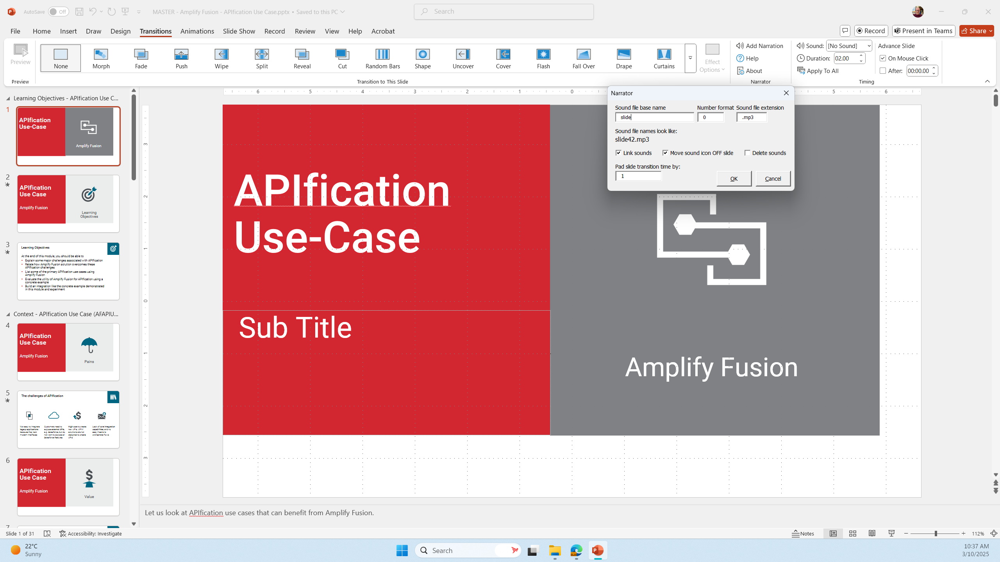 AutoSave Off MASTER - Amplify Fusion - APIfication Use Case.pptx • Saved to this PC Search
File Home Insert Draw Design Transitions Animations Slide Show Record Review View Help Acrobat Record Present in Teams Share
Preview None Morph Fade Push Wipe Split Reveal Cut Random Bars Shape Uncover Cover Flash Fall Over Drape Curtains Effect Options
Add Narration
Help
About
Sound: [No Sound]
Duration: 02.00
Apply To All
Advance Slide
On Mouse Click
After: 00:00.00
Preview Transition to This Slide Narrator Timing
Learning Objectives - APIfication Use C...
1
APIfication
Use-Case
Amplify Fusion
2
APIfication
Use Case
Amplify Fusion
Learning
Objectives
3
Learning Objectives
At the end of this module, you should be able to
• Explain some major challenges associated with APIfication
• Relate how Amplify Fusion solution overcomes these
APIfication challenges
• List some of the primary APIfication use cases using
Amplify Fusion
• Evaluate the utility of Amplify Fusion for APIfication using a
concrete example
• Build an integration like the concrete example demonstrated
in this module and experiment
Context - APIfication Use Case (AFAPIU...
4
APIfication
Use Case
Amplify Fusion
Pains
5
The challenges of APIfication
Not easy to integrate
legacy applications
because they lack
modern interfaces
Customers need to
expose external APIs,
e.g. Salesforce, but do
not want to expose all
Salesforce features
High cost to create
new APIs. APIM
solutions are not
designed to create
APIs
Lack of core integration
capabilities, and no
easy means to
orchestrate flows
6
APIfication
Use Case
Amplify Fusion
Value
7
6 5 4 3 2 1 0 5 6
3
2
1
0
1
2
3
APIfication
Use-Case
Sub Title
Amplify Fusion
Narrator
Sound file base name Number format Sound file extension
slide 0 .mp3
Sound file names look like:
slide42.mp3
Link sounds Move sound icon OFF slide Delete sounds
Pad slide transition time by:
1
OK Cancel
Let us look at APIfication use cases that can benefit from Amplify Fusion.
Slide 1 of 31 Accessibility: Investigate Notes 112%
22°C
Sunny
Search
10:37 AM
3/10/2025